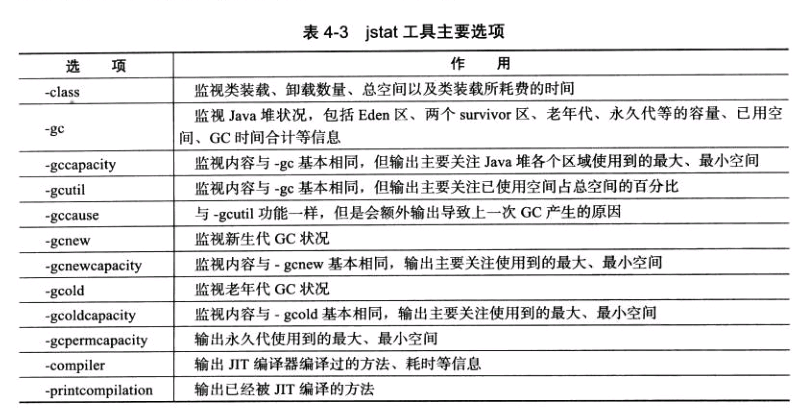 表 4-3 jstat 工具主要选项
选 项 作 用
-class 监视类装载、卸载数量、总空间以及类装载所耗费的时间
-gc 监视 Java 堆状况，包括 Eden 区、两个 survivor 区、老年代、永久代等的容量、已用空
间、GC 时间合计等信息
-gccapacity 监视内容与 -gc 基本相同，但输出主要关注 Java 堆各个区域使用到的最大、最小空间
-gcutil 监视内容与 -gc 基本相同，但输出主要关注已使用空间占总空间的百分比
-gccause 与 -gcutil 功能一样，但是会额外输出导致上一次 GC 产生的原因
-gcnew 监视新生代 GC 状况
-gcnewcapacity 监视内容与 - gcnew 基本相同，输出主要关注使用到的最大、最小空间
-gcold 监视老年代 GC 状况
-gcoldcapacity 监视内容与 - gcold 基本相同，输出主要关注使用到的最大、最小空间
-gcpermcapacity 输出永久代使用到的最大、最小空间
-compiler 输出 JIT 编译器编译过的方法、耗时等信息
-printcompilation 输出已经被 JIT 编译的方法